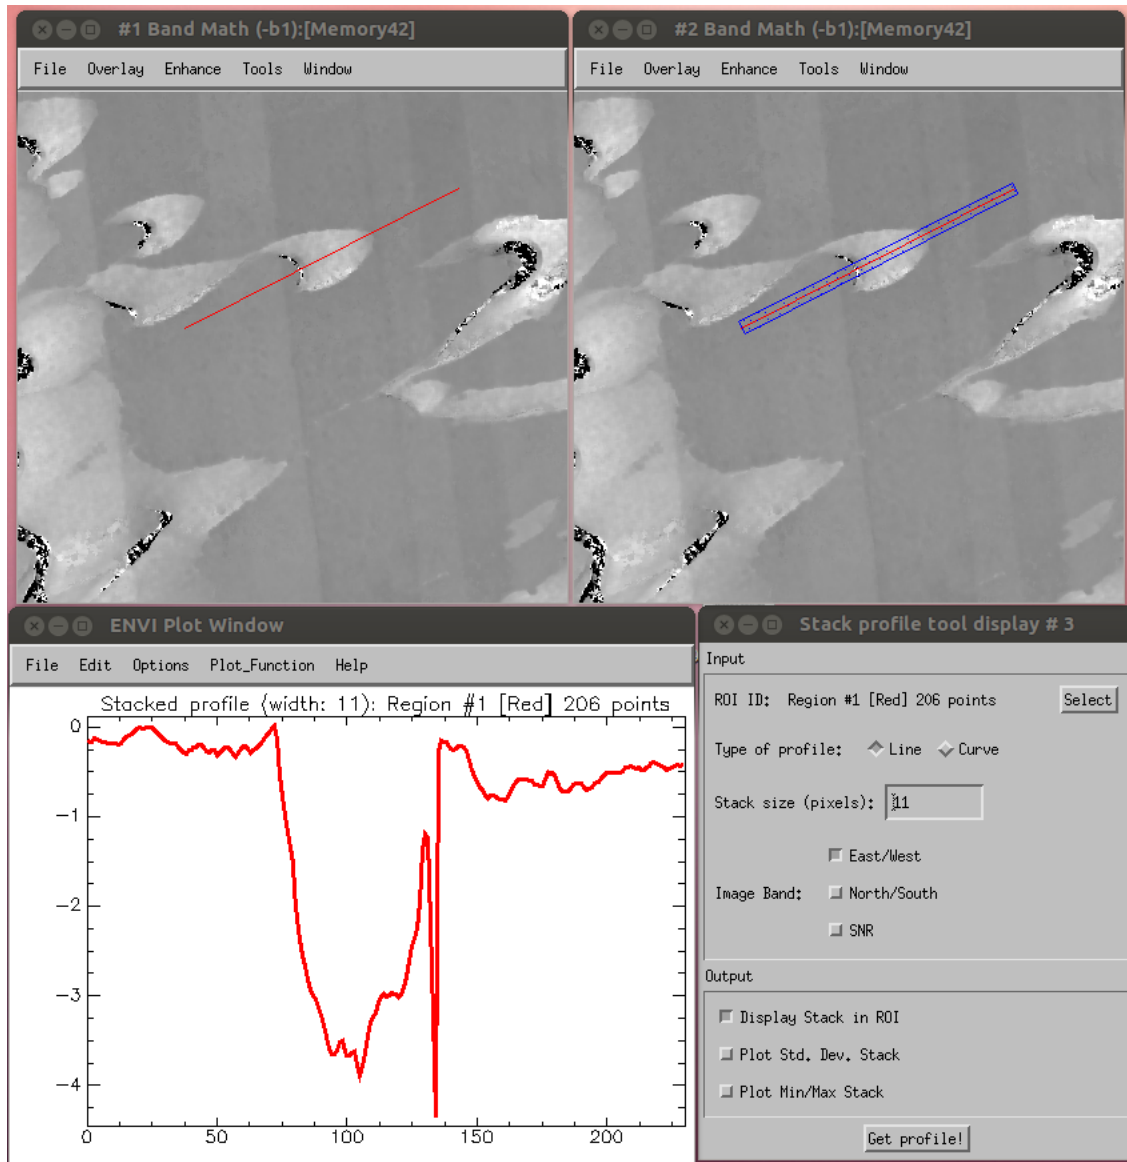 #1 Band Math (-b1):[Memory42]
File Overlay Enhance Tools Window
#2 Band Math (-b1):[Memory42]
File Overlay Enhance Tools Window
ENVI Plot Window
File Edit Options Plot_Function Help
Stacked profile (width: 11): Region #1 [Red] 206 points
0
-1
-2
-3
-4
0 50 100 150 200
Stack profile tool display # 3
Input
ROI ID: Region #1 [Red] 206 points Select
Type of profile: Line Curve
Stack size (pixels): 11
East/West
Image Band: North/South
SNR
Output
Display Stack in ROI
Plot Std. Dev. Stack
Plot Min/Max Stack
Get profile!